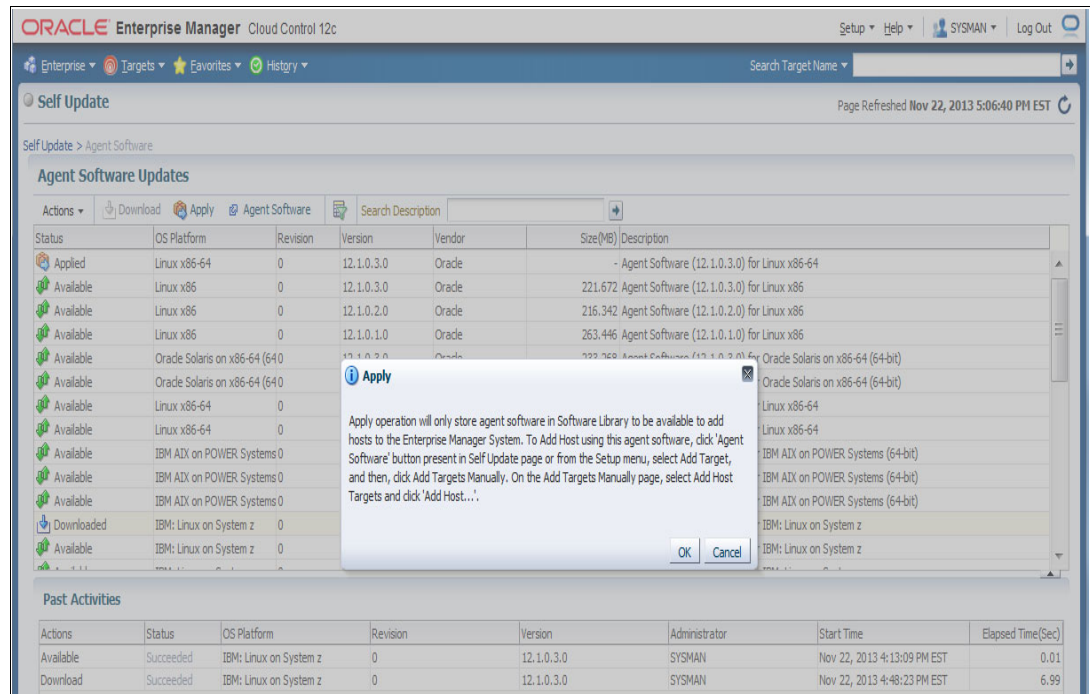 ORACLE Enterprise Manager Cloud Control 12c
Setup Help SYSMAN Log Out
Enterprise Targets Favorites History Search Target Name
Self Update Page Refreshed Nov 22, 2013 5:06:40 PM EST
Self Update > Agent Software
Agent Software Updates
Actions Download Apply Agent Software Search Description
Status OS Platform Revision Version Vendor Size(MB) Description
Applied Linux x86-64 0 12.1.0.3.0 Oracle - Agent Software (12.1.0.3.0) for Linux x86-64
Available Linux x86 0 12.1.0.3.0 Oracle 221.672 Agent Software (12.1.0.3.0) for Linux x86
Available Linux x86 0 12.1.0.2.0 Oracle 216.342 Agent Software (12.1.0.2.0) for Linux x86
Available Linux x86 0 12.1.0.1.0 Oracle 263.446 Agent Software (12.1.0.1.0) for Linux x86
Available Oracle Solaris on x86-64 (64 0 Oracle Agent Software for Oracle Solaris on x86-64 (64-bit)
Available Oracle Solaris on x86-64 (64 0 Oracle Solaris on x86-64 (64-bit)
Available Linux x86-64 0 Linux x86-64
Available Linux x86-64 0 Linux x86-64
Available IBM AIX on POWER Systems 0 IBM AIX on POWER Systems (64-bit)
Available IBM AIX on POWER Systems 0 IBM AIX on POWER Systems (64-bit)
Available IBM AIX on POWER Systems 0 IBM AIX on POWER Systems (64-bit)
Downloaded IBM: Linux on System z 0 IBM: Linux on System z
Available IBM: Linux on System z 0 IBM: Linux on System z
Apply
Apply operation will only store agent software in Software Library to be available to add
hosts to the Enterprise Manager System. To Add Host using this agent software, click 'Agent
Software' button present in Self Update page or from the Setup menu, select Add Target,
and then, click Add Targets Manually. On the Add Targets Manually page, select Add Host
Targets and click 'Add Host...'.
OK Cancel
Past Activities
Actions Status OS Platform Revision Version Administrator Start Time Elapsed Time(Sec)
Available Succeeded IBM: Linux on System z 0 12.1.0.3.0 SYSMAN Nov 22, 2013 4:13:09 PM EST 0.01
Download Succeeded IBM: Linux on System z 0 12.1.0.3.0 SYSMAN Nov 22, 2013 4:48:23 PM EST 6.99